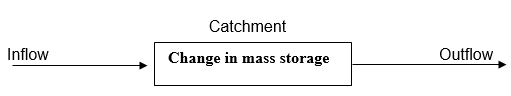 Catchment
Inflow
Change in mass storage
Outflow